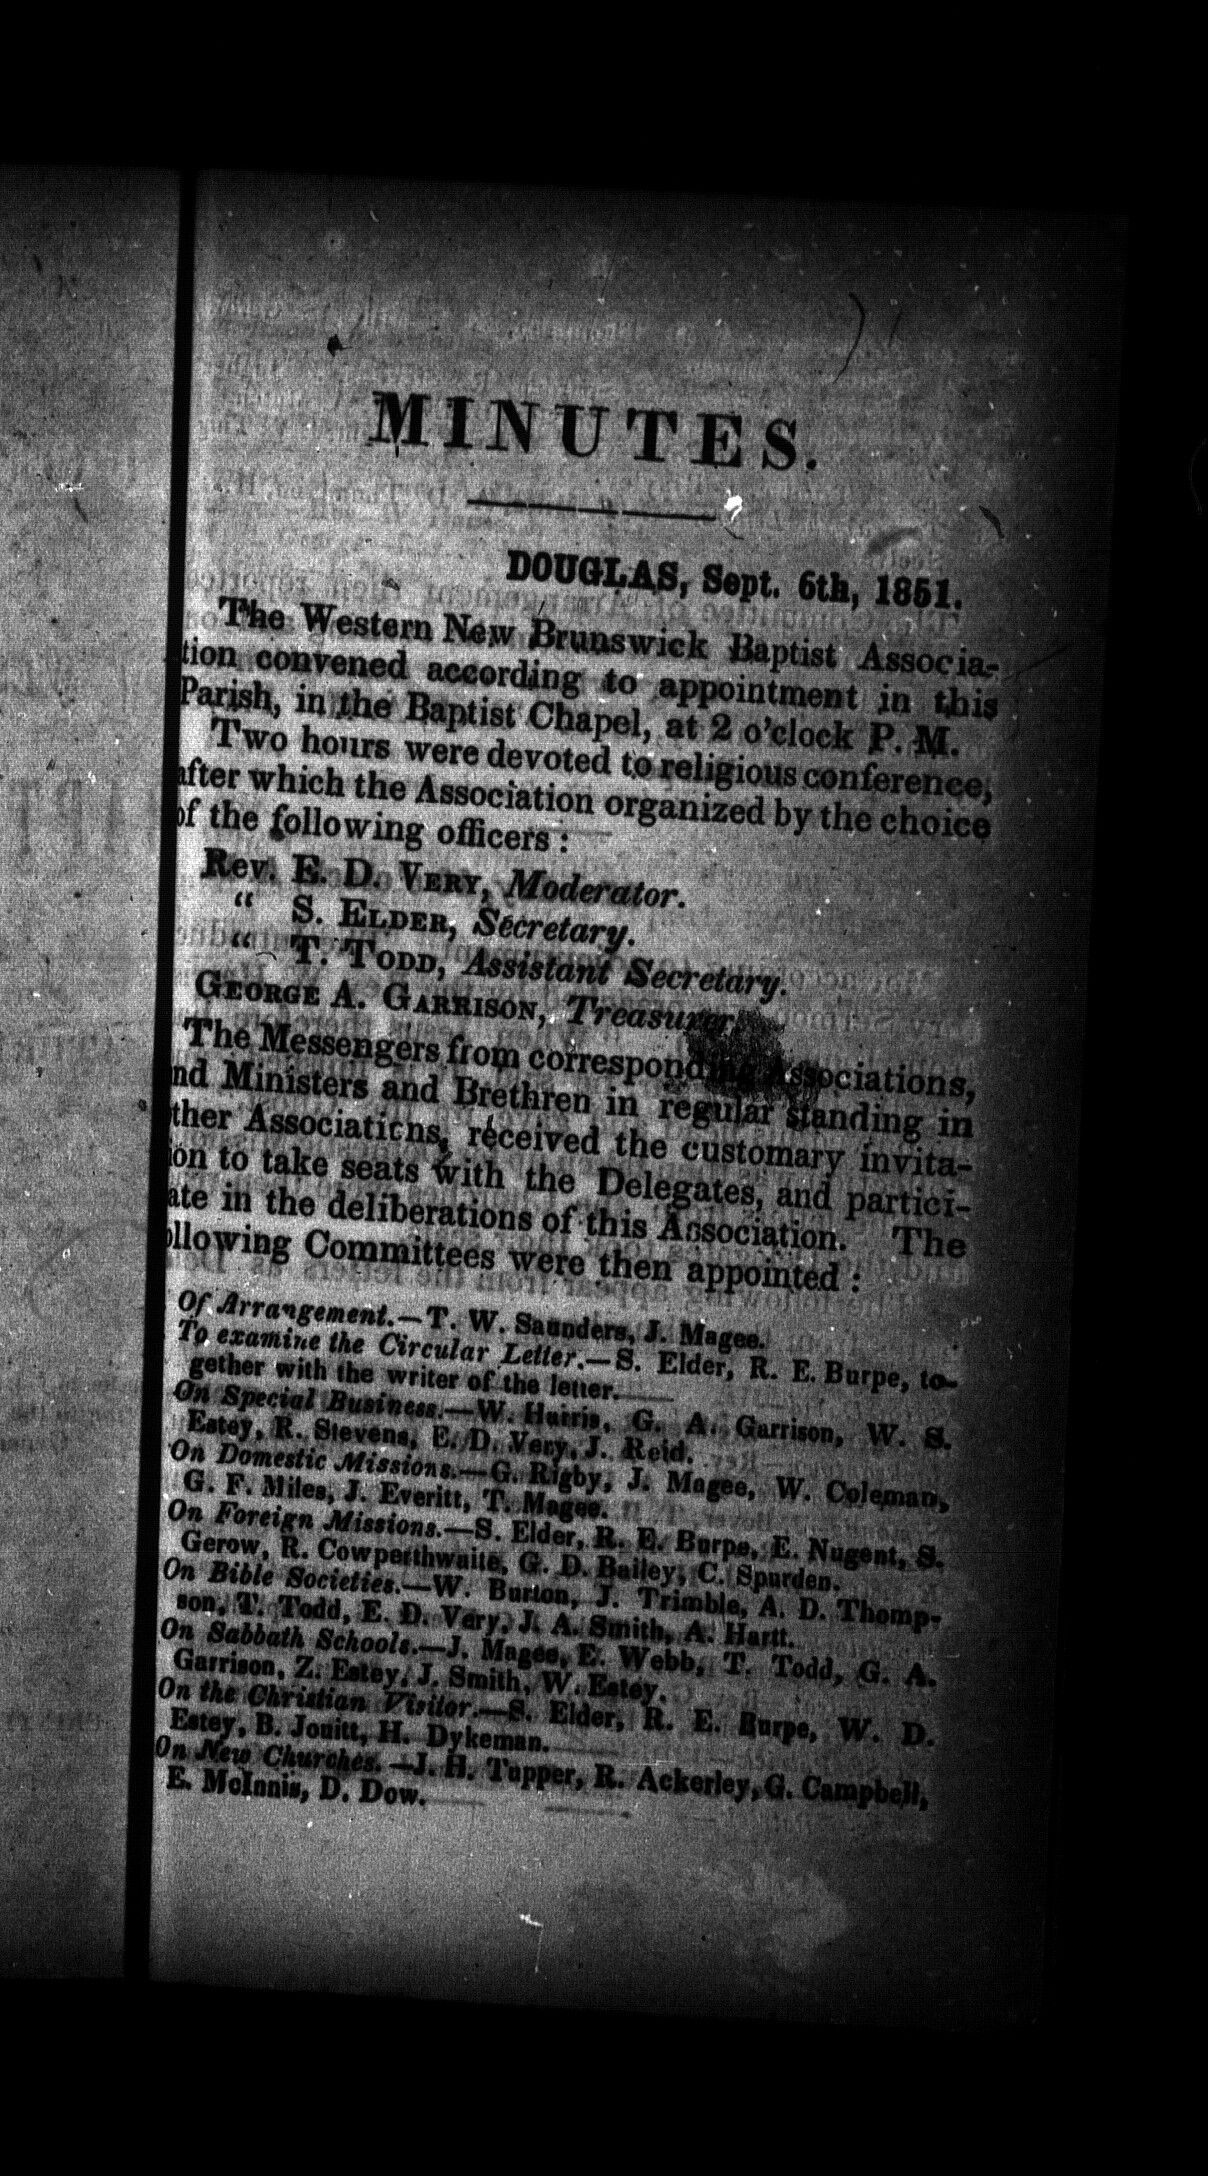 MINUTES.
DOUGLAS, Sept. 6th, 1851.
The Western New Brunswick Baptist Associa-
tion convened according to appointment in this
Parish, in the Baptist Chapel, at 2 o'clock P. M.
Two hours were devoted to religious conference,
after which the Association organized by the choice
of the following officers :
Rev. E. D. VERY, Moderator.
" S. ELDER, Secretary.
" T. TODD, Assistant Secretary.
GEORGE A. GARRISON, Treasurer.
The Messengers from corresponding Associations,
nd Ministers and Brethren in regular standing in
ther Associations, received the customary invita-
ion to take seats with the Delegates, and partici-
ate in the deliberations of this Association. The
ollowing Committees were then appointed :
Of Arrangement.—T. W. Saunders, J. Magee.
To examine the Circular Letter.—S. Elder, R. E. Burpe, to-
gether with the writer of the letter.
On Special Business.—W. Harris, G. A. Garrison, W. S.
Estey, R. Stevens, E. D. Very, J. Reid.
On Domestic Missions.—G. Rigby, J. Magee, W. Coleman,
G. F. Miles, J. Everitt, T. Magee.
On Foreign Missions.—S. Elder, R. E. Burpe, E. Nugent, S.
Gerow, R. Cowperthwaite, G. D. Bailey, C. Spurden.
On Bible Societies.—W. Burton, J. Trimble, A. D. Thomp-
son, T. Todd, E. D. Very, J. A. Smith, A. Hartt.
On Sabbath Schools.—J. Magee, E. Webb, T. Todd, G. A.
Garrison, Z. Estey, J. Smith, W. Estey.
On the Christian Visitor.—S. Elder, R. E. Burpe, W. D.
Estey, B. Jouitt, H. Dykeman.
On New Churches.—J. H. Tupper, R. Ackerley, G. Campbell,
E. McInnis, D. Dow.